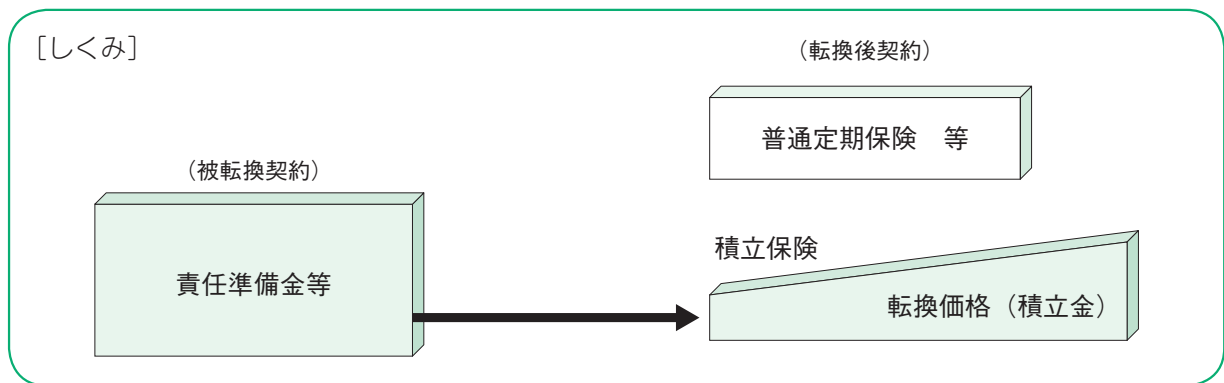 ［しくみ］
（転換後契約）
普通定期保険　等
（被転換契約）
責任準備金等
積立保険
転換価格（積立金）